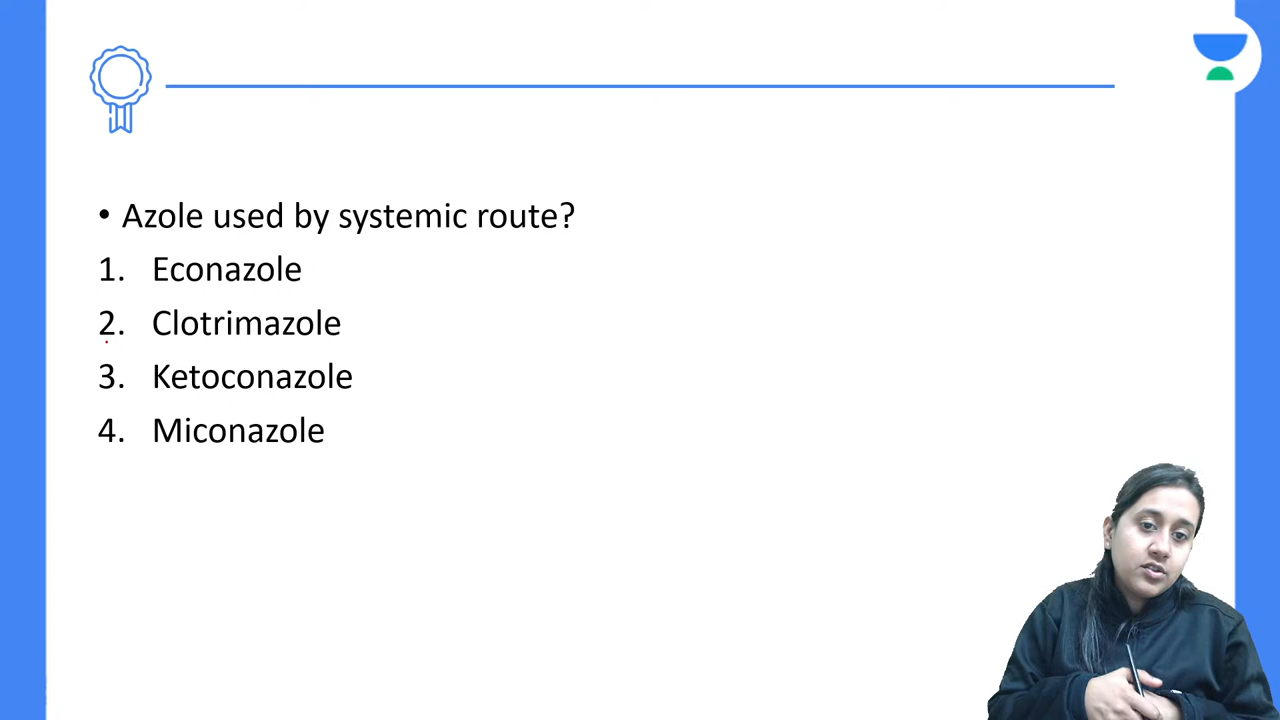 • Azole used by systemic route?
1. Econazole
2. Clotrimazole
3. Ketoconazole
4. Miconazole